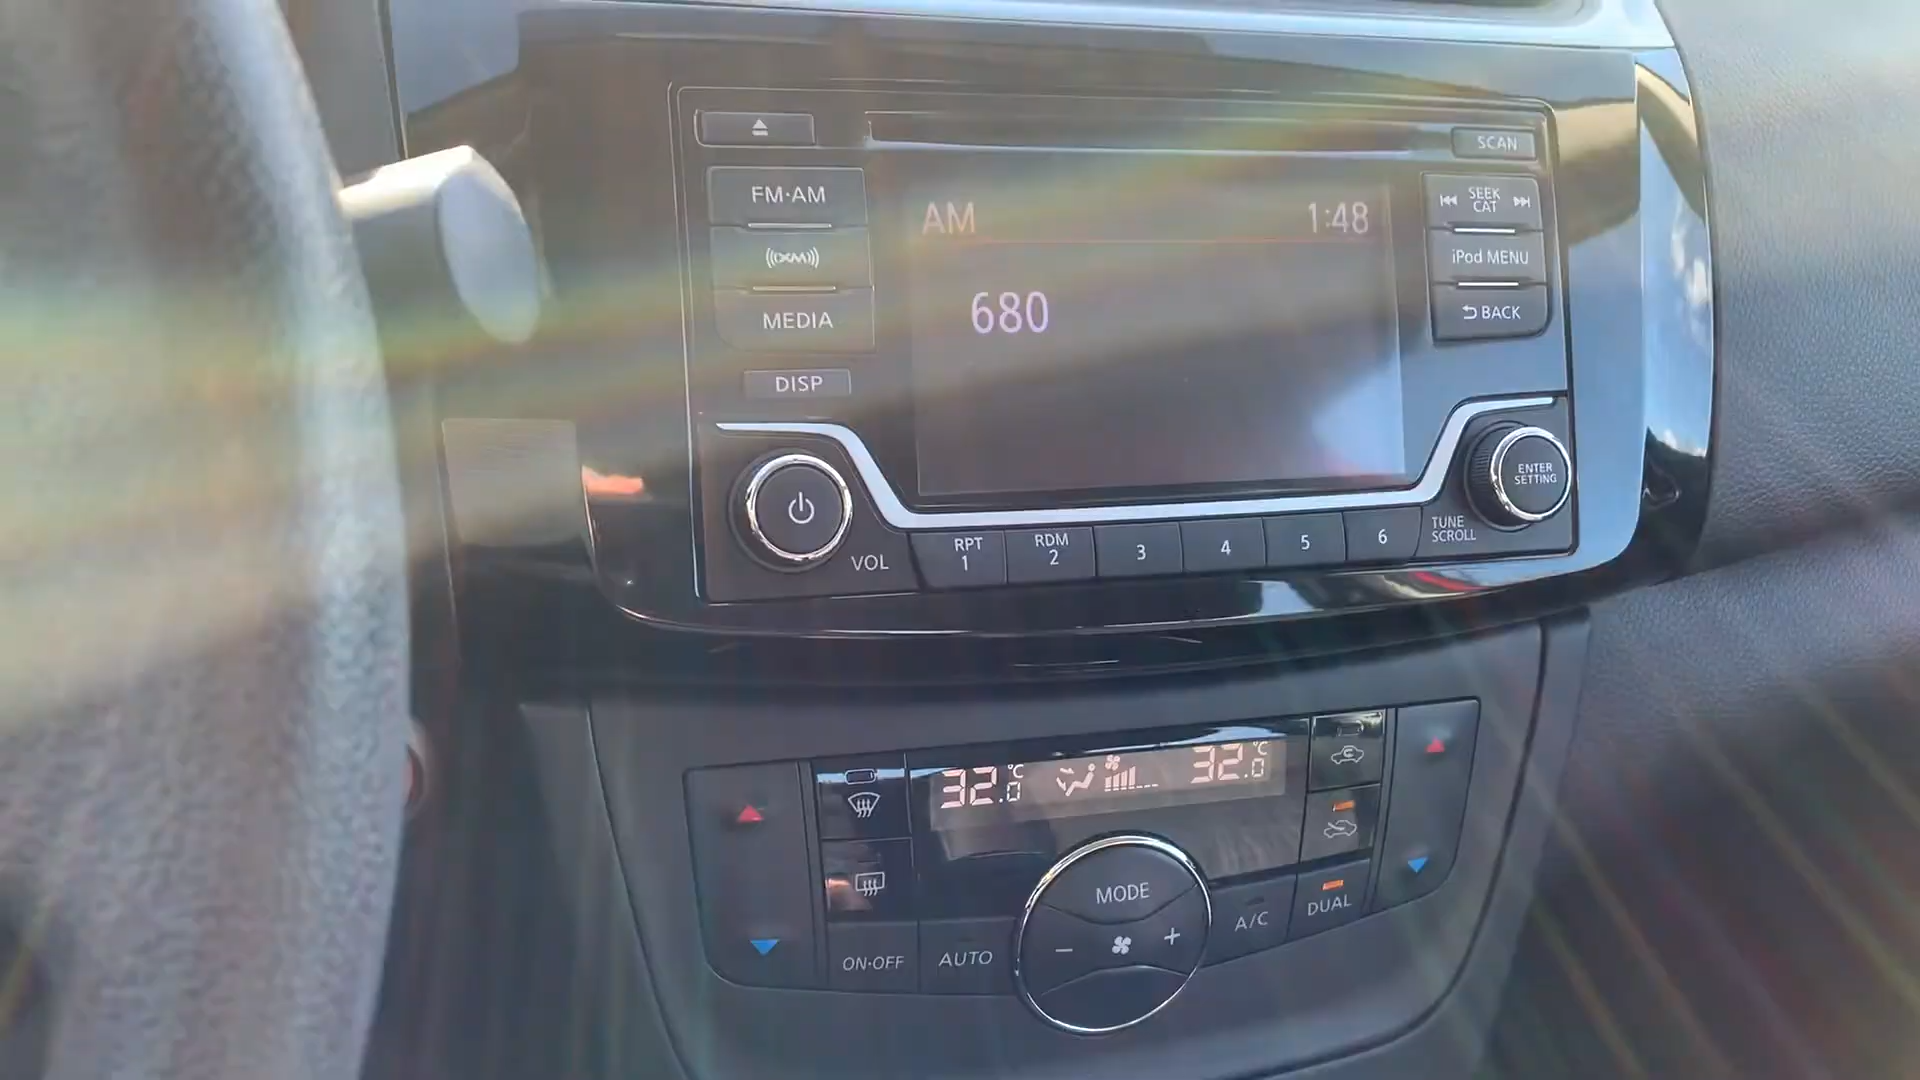 SCAN
FM·AM
SEEK
CAT
AM
1:48
XM
iPod MENU
680
MEDIA
BACK
DISP
ENTER
SETTING
VOL
RPT
1
RDM
2
3
4
5
6
TUNE
SCROLL
32.0°C
32.0°C
MODE
ON·OFF
AUTO
- +
A/C
DUAL